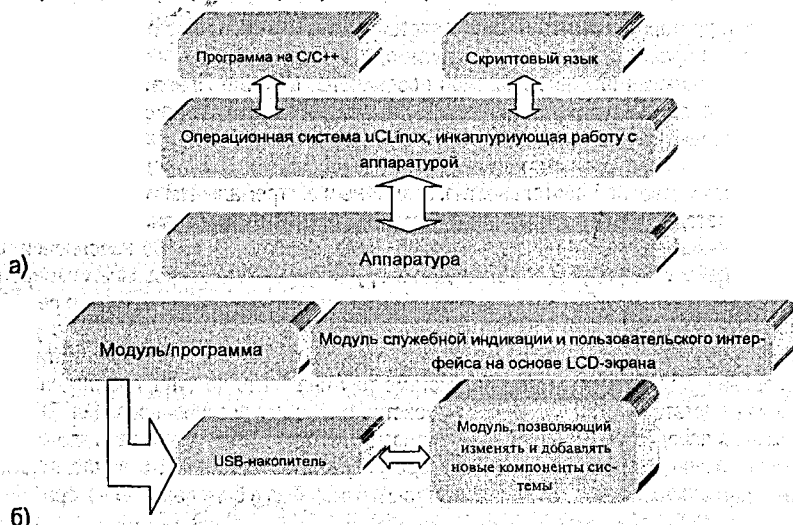 Программа на С/С++
Скриптовый язык
Операционная система uCLinux, инкаплуриующая работу с
аппаратурой
Аппаратура
а)
Модуль/программа
Модуль служебной индикации и пользовательского интер-
фейса на основе LCD-экрана
USB-накопитель
Модуль, позволяющий
изменять и добавлять
новые компоненты сис-
темы
б)